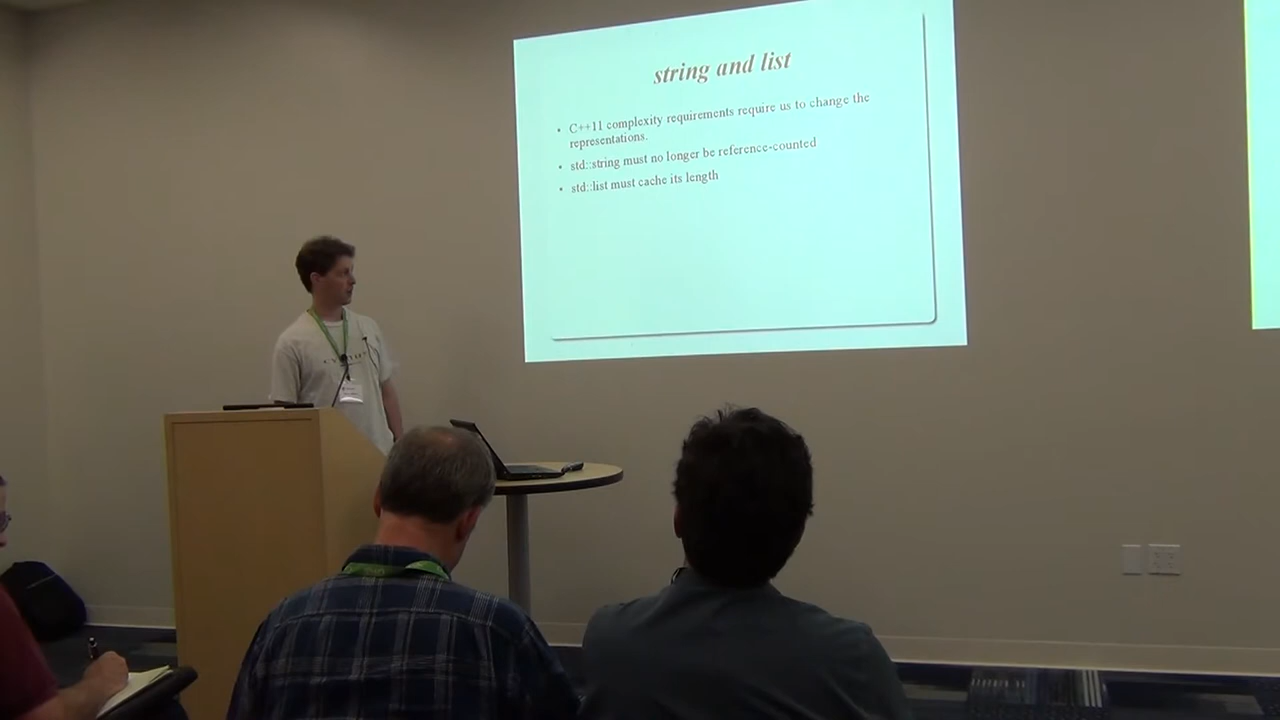 string and list
• C++11 complexity requirements require us to change the
representations.
• std::string must no longer be reference-counted
• std::list must cache its length